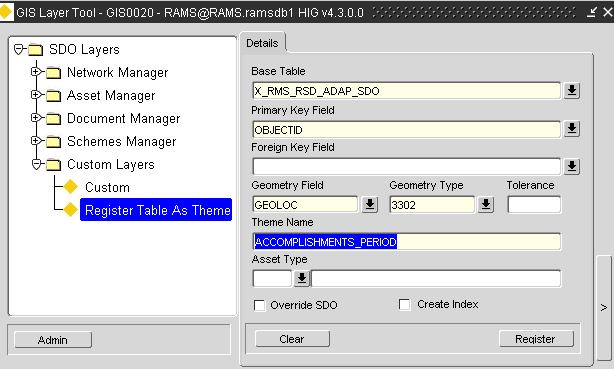 GIS Layer Tool - GIS0020 - RAMS@RAMS.ramsdb1 HIG v4.3.0.0
SDO Layers
Network Manager
Asset Manager
Document Manager
Schemes Manager
Custom Layers
Custom
Register Table As Theme
Admin
Details
Base Table
X_RMS_RSD_ADAP_SDO
Primary Key Field
OBJECTID
Foreign Key Field
Geometry Field Geometry Type Tolerance
GEOLOC 3302
Theme Name
ACCOMPLISHMENTS_PERIOD
Asset Type
Override SDO Create Index
Clear Register
>